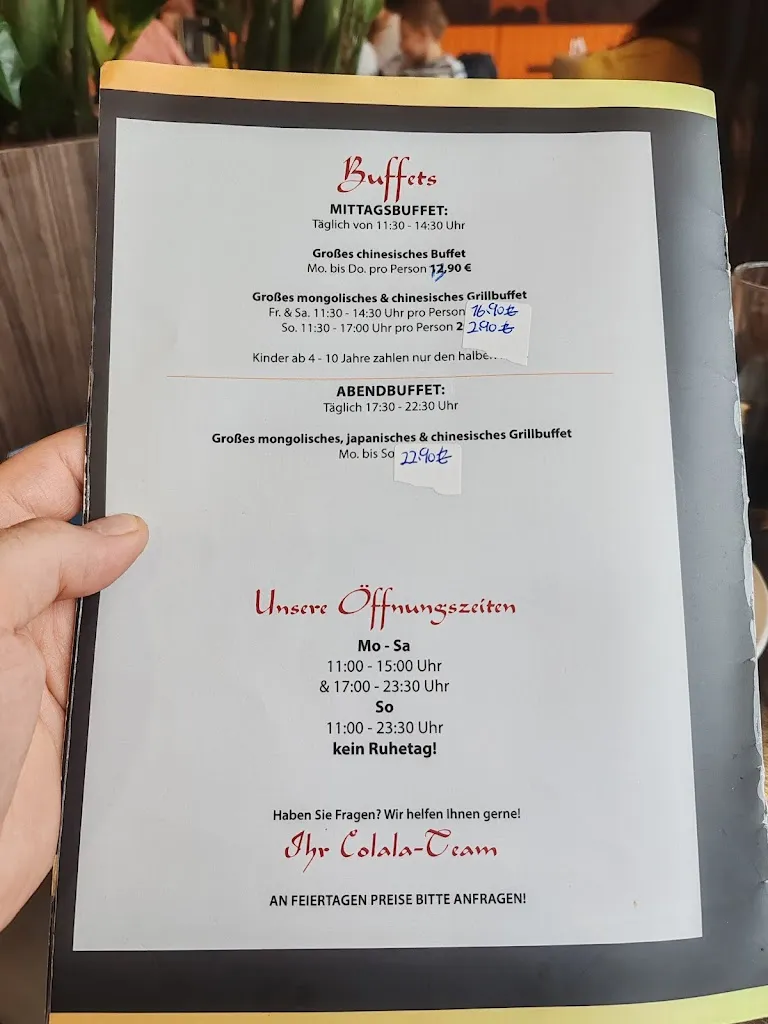 Buffets
MITTAGSBUFFET:
Täglich von 11:30 - 14:30 Uhr
Großes chinesisches Buffet
Mo. bis Do. pro Person 13,90 €
Großes mongolisches & chinesisches Grillbuffet
Fr. & Sa. 11:30 - 14:30 Uhr pro Person 16.90 €
So. 11:30 - 17:00 Uhr pro Person 2 21.90 €
Kinder ab 4 - 10 Jahre zahlen nur den
ABENDBUFFET:
Täglich 17:30 - 22:30 Uhr
Großes mongolisches, japanisches & chinesisches Grillbuffet
Mo. bis So 22.90 €
Unsere Öffnungszeiten
Mo - Sa
11:00 - 15:00 Uhr
& 17:00 - 23:30 Uhr
So
11:00 - 23:30 Uhr
kein Ruhetag!
Haben Sie Fragen? Wir helfen Ihnen gerne!
Ihr Colala-Team
AN FEIERTAGEN PREISE BITTE ANFRAGEN!